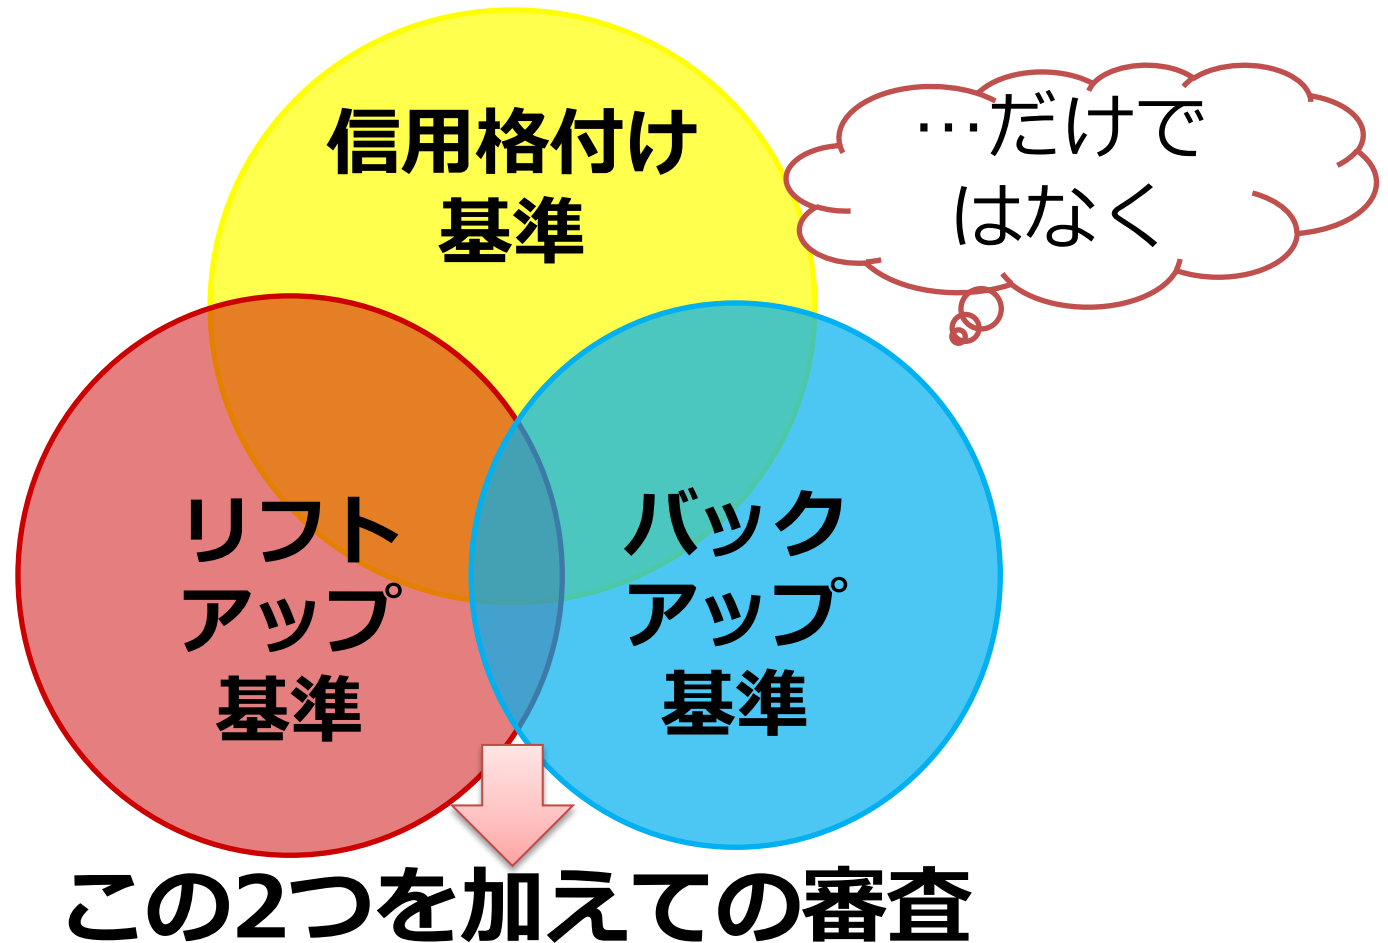 信用格付け
基準
…だけで
はなく
リフト
アップ
基準
バック
アップ
基準
この2つを加えての審査